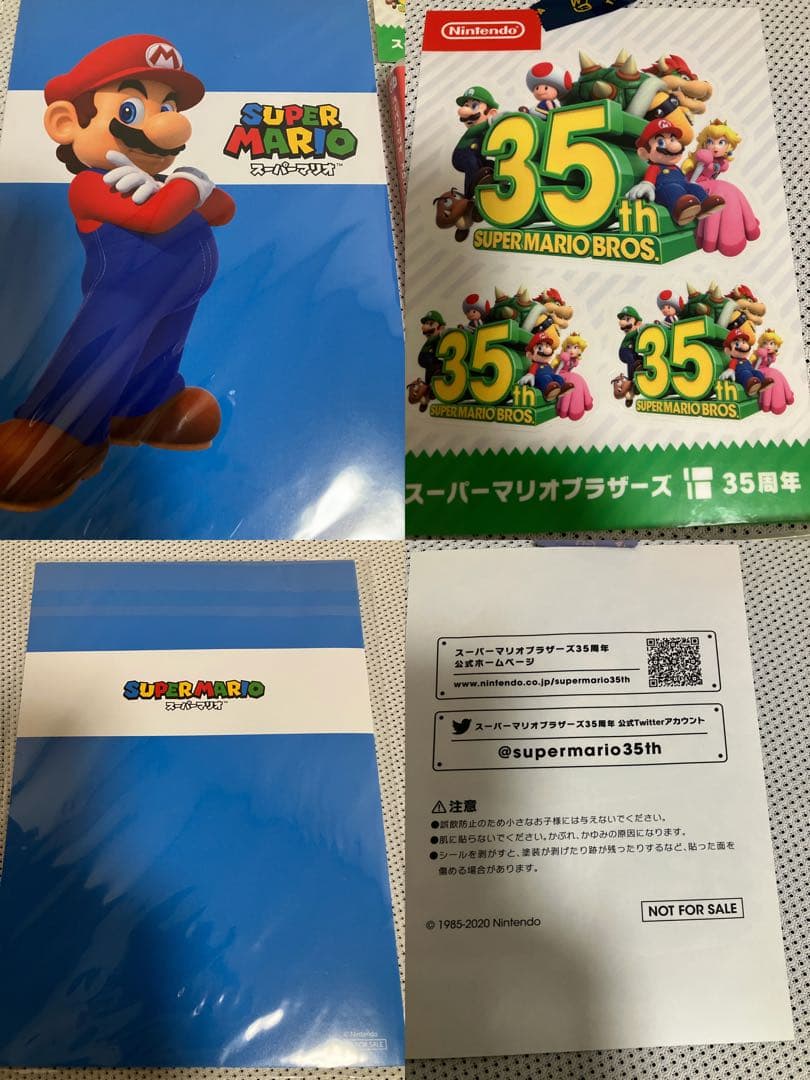 SUPER
MARIO
スーパーマリオ™
ス
Nintendo
35th
SUPER MARIO BROS.
35th
SUPER MARIO BROS.
35th
SUPER MARIO BROS.
スーパーマリオブラザーズ 35周年
SUPER MARIO
スーパーマリオ™
© Nintendo
NOT FOR SALE
スーパーマリオブラザーズ35周年
公式ホームページ
www.nintendo.co.jp/supermario35th
スーパーマリオブラザーズ35周年 公式Twitterアカウント
@supermario35th
注意
●誤飲防止のため小さなお子様には与えないでください。
●肌に貼らないでください。かぶれ、かゆみの原因になります。
●シールを剥がすと、塗装が剥げたり跡が残ったりするなど、貼った面を
傷める場合があります。
NOT FOR SALE
© 1985-2020 Nintendo